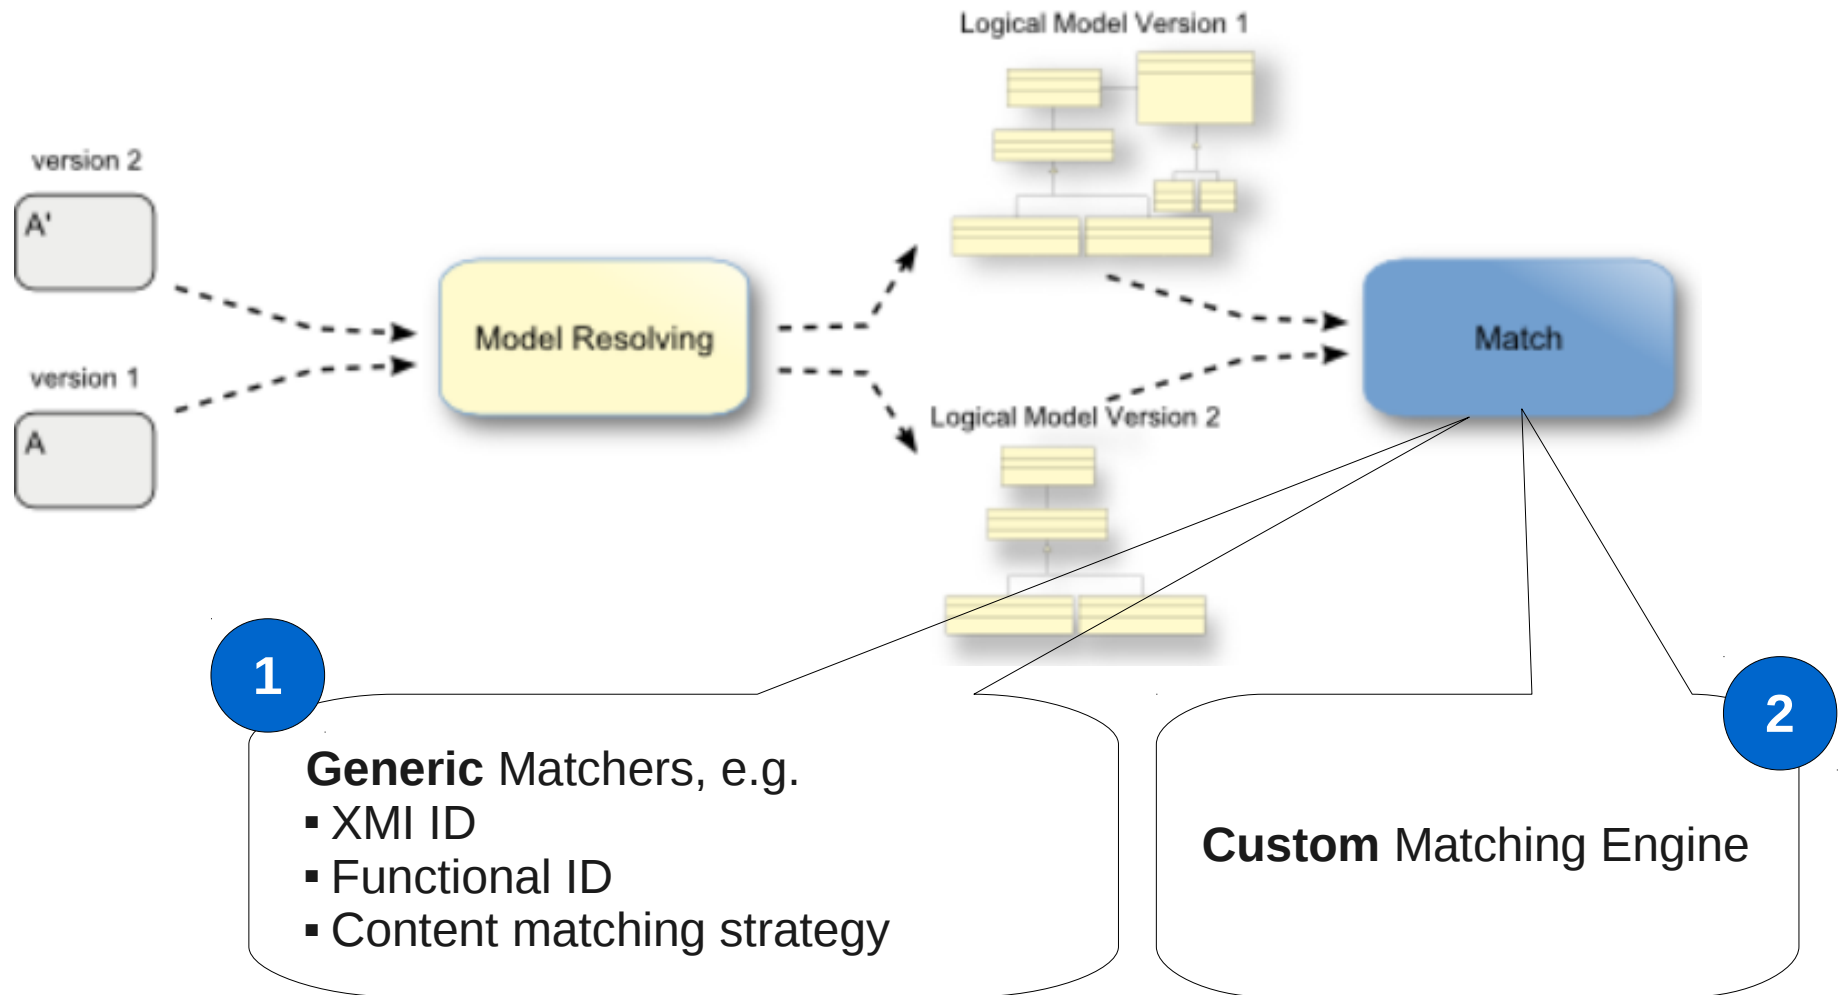 Logical Model Version 1
version 2
A'
Model Resolving
Match
version 1
A
Logical Model Version 2
1
Generic Matchers, e.g.
▪ XMI ID
▪ Functional ID
▪ Content matching strategy
2
Custom Matching Engine